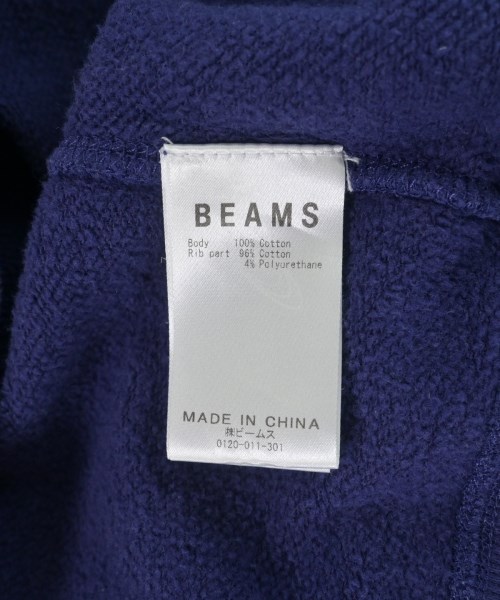 BEAMS
Body 100% Cotton
Rib part 96% Cotton
4% Polyurethane
MADE IN CHINA
㈱ビームス
0120-011-301